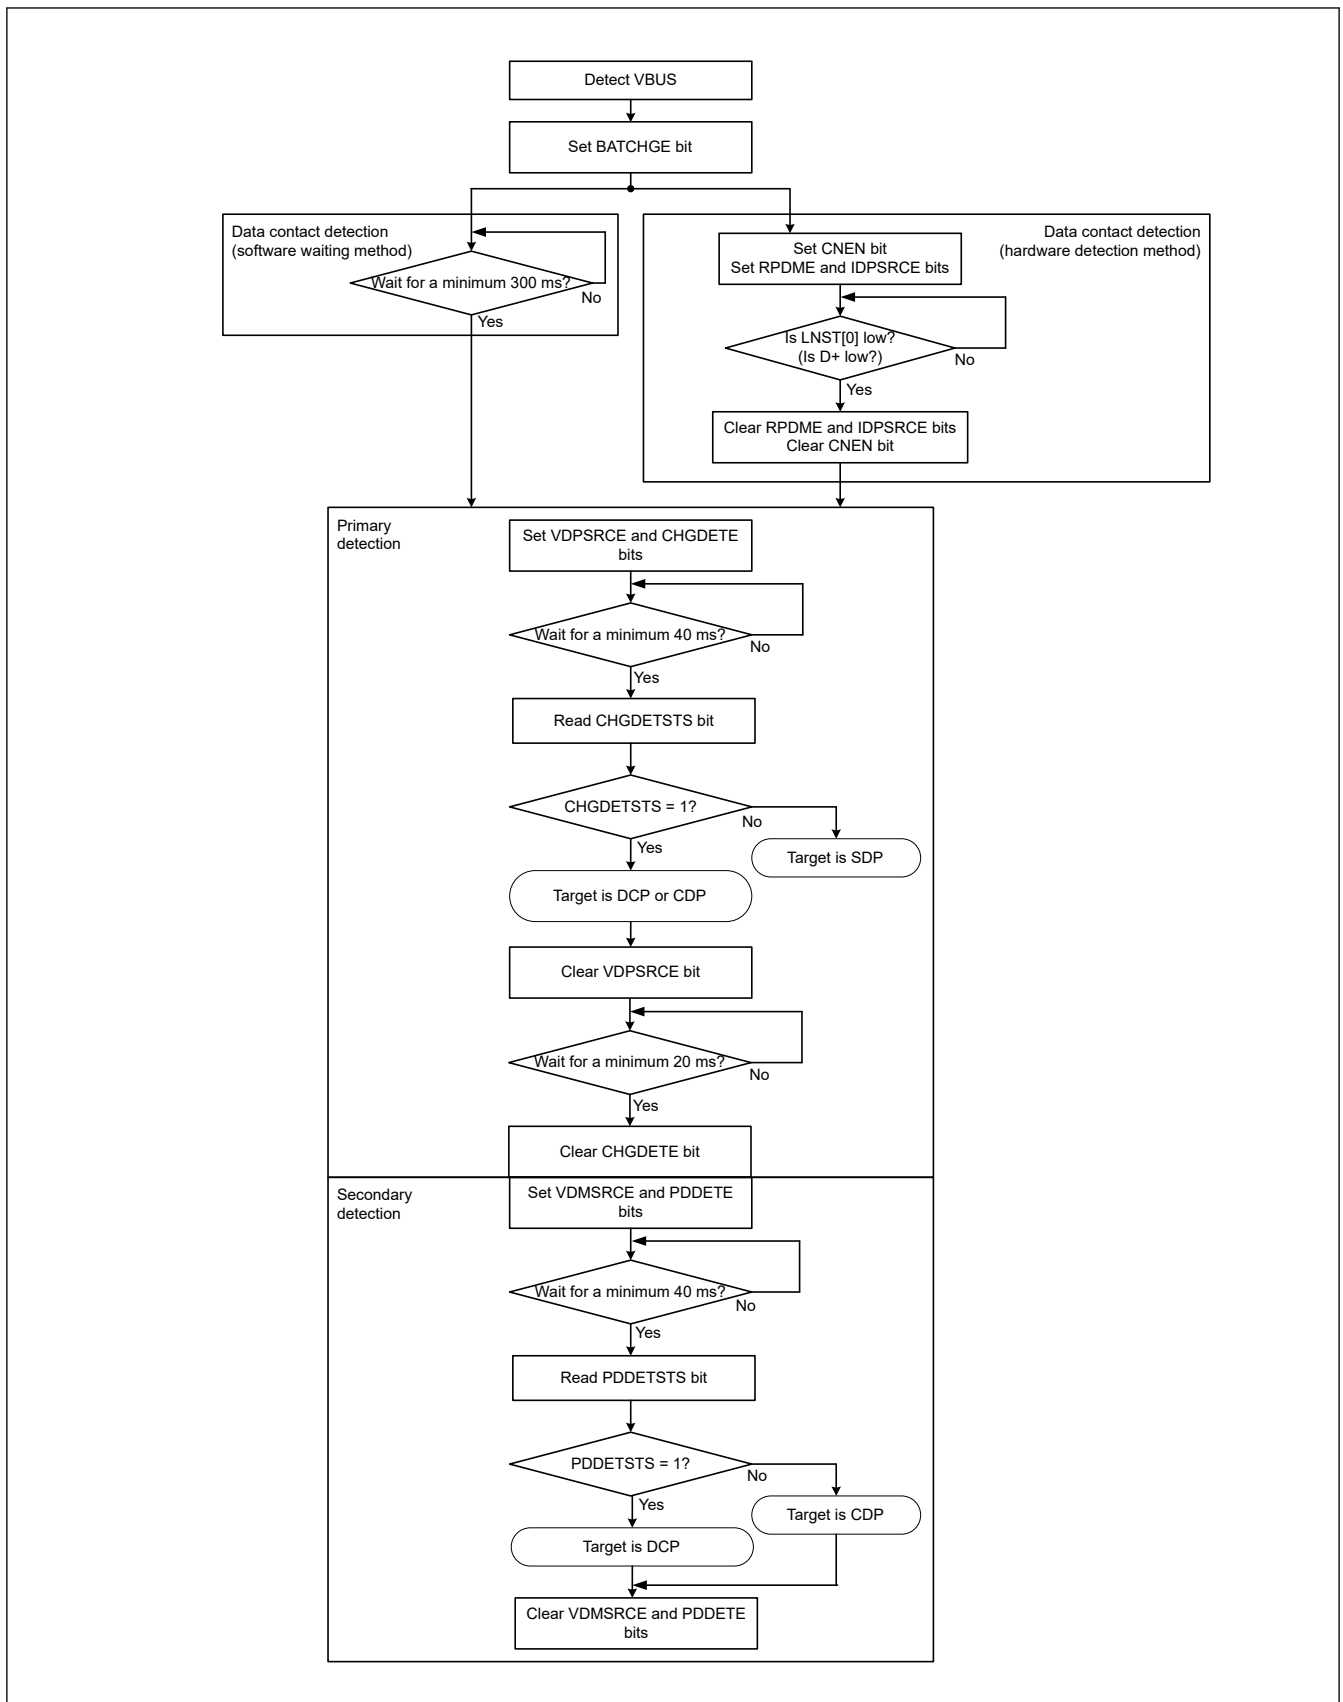 Detect VBUS
Set BATCHGE bit
Data contact detection
(software waiting method)
Wait for a minimum 300 ms?
No
Yes
Data contact detection
(hardware detection method)
Set CNEN bit
Set RPDME and IDPSRCE bits
Is LNST[0] low?
(Is D+ low?)
No
Yes
Clear RPDME and IDPSRCE bits
Clear CNEN bit
Primary
detection
Set VDPSRCE and CHGDETE
bits
Wait for a minimum 40 ms?
No
Yes
Read CHGDETSTS bit
CHGDETSTS = 1?
No
Yes
Target is SDP
Target is DCP or CDP
Clear VDPSRCE bit
Wait for a minimum 20 ms?
No
Yes
Clear CHGDETE bit
Secondary
detection
Set VDMSRCE and PDDETE
bits
Wait for a minimum 40 ms?
No
Yes
Read PDDETSTS bit
PDDETSTS = 1?
No
Yes
Target is CDP
Target is DCP
Clear VDMSRCE and PDDETE
bits